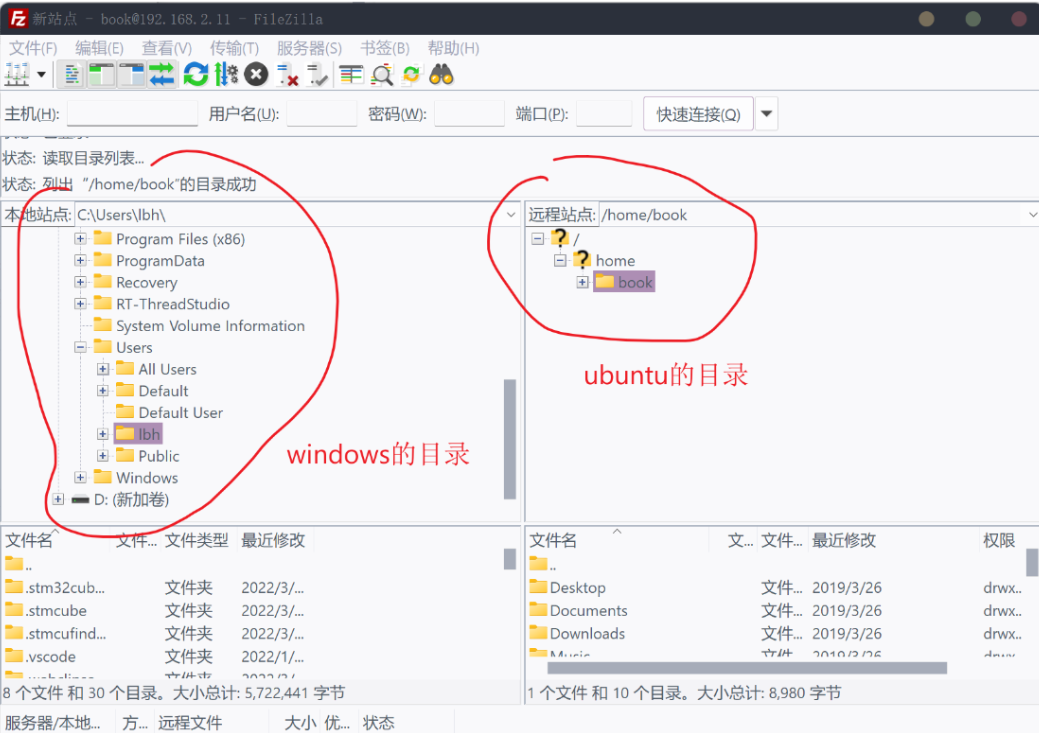 新站点 - book@192.168.2.11 - FileZilla
文件(F) 编辑(E) 查看(V) 传输(T) 服务器(S) 书签(B) 帮助(H)
主机(H): 用户名(U): 密码(W): 端口(P): 快速连接(Q)
状态: 读取目录列表...
状态: 列出 "/home/book"的目录成功
本地站点: C:\Users\lbh\
Program Files (x86)
ProgramData
Recovery
RT-ThreadStudio
System Volume Information
Users
All Users
Default
Default User
lbh
Public
Windows
D: (新加卷)
windows的目录
远程站点: /home/book
/
home
book
ubuntu的目录
文件名 文件... 文件类型 最近修改
..
.stm32cub... 文件夹 2022/3/...
.stmcube 文件夹 2022/3/...
.stmcufind... 文件夹 2022/3/...
.vscode 文件夹 2022/1/...
8 个文件 和 30 个目录。大小总计: 5,722,441 字节
文件名 文... 文件... 最近修改 权限
..
Desktop 文件... 2019/3/26 drwx...
Documents 文件... 2019/3/26 drwx...
Downloads 文件... 2019/3/26 drwx...
Music 文件... 2019/3/26 drwx...
1 个文件 和 10 个目录。大小总计: 8,980 字节
服务器/本地... 方... 远程文件 大小 优... 状态